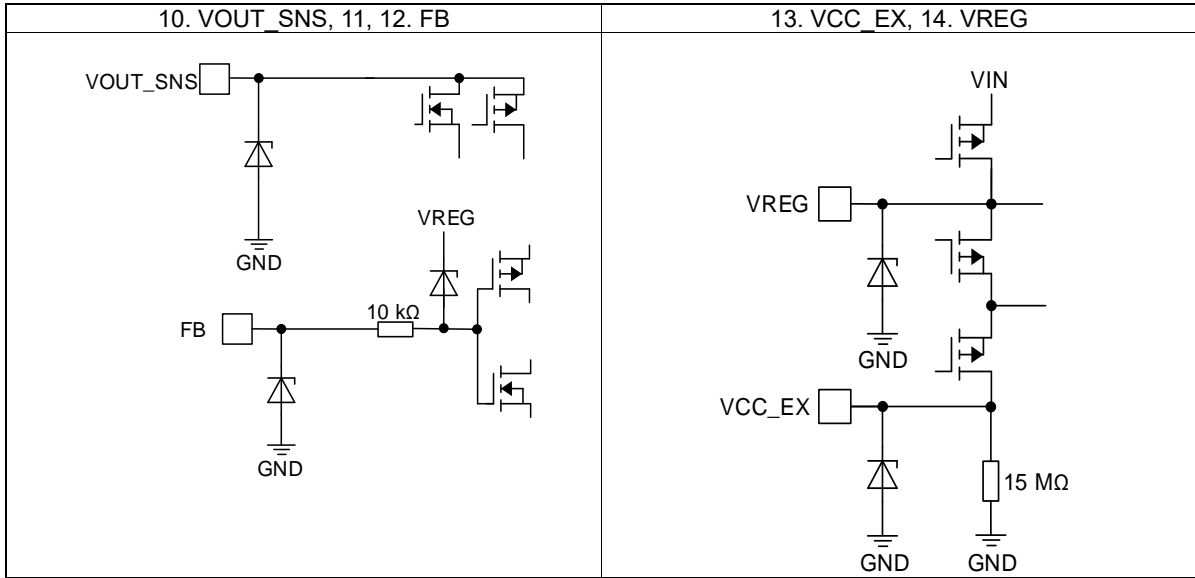 10. VOUT_SNS, 11, 12. FB
VOUT_SNS
GND
VREG
10 kΩ
FB
GND
13. VCC_EX, 14. VREG
VIN
VREG
GND
VCC_EX
15 MΩ
GND
GND